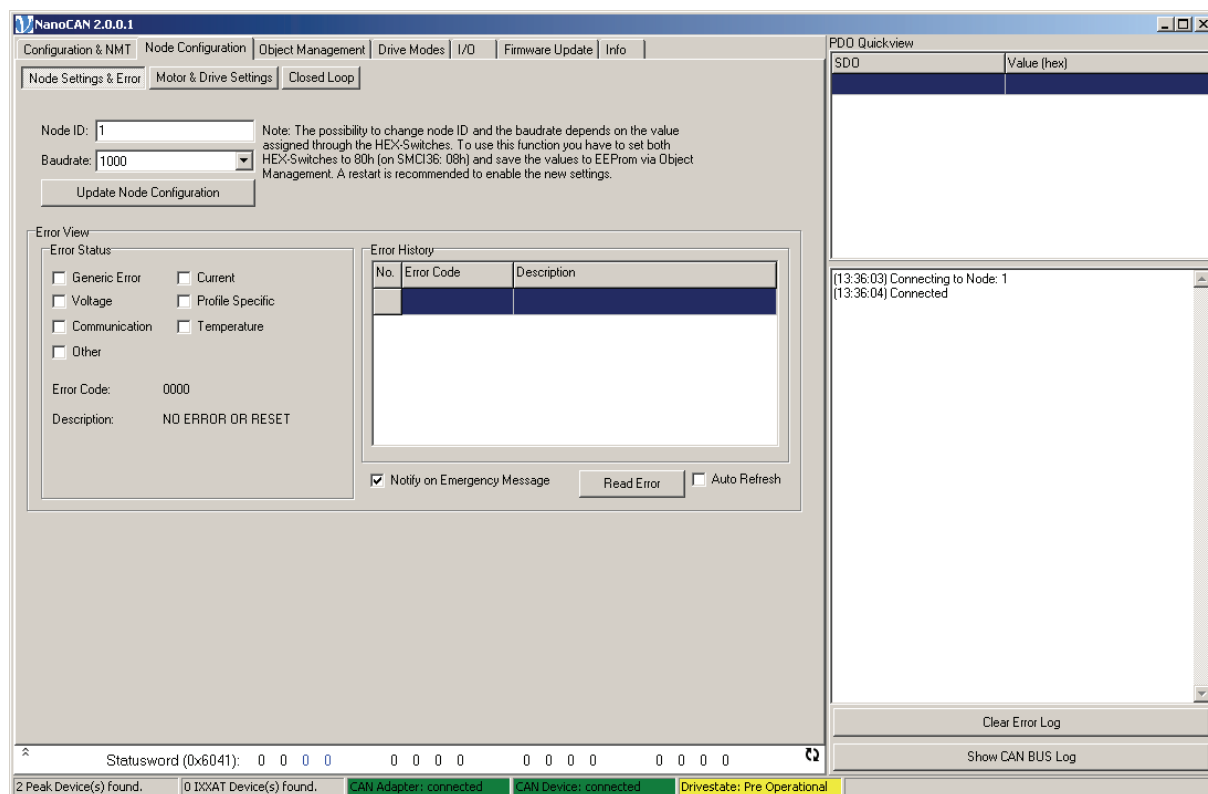 NanoCAN 2.0.0.1
Configuration & NMT Node Configuration Object Management Drive Modes I/O Firmware Update Info
Node Settings & Error Motor & Drive Settings Closed Loop
Node ID: 1
Baudrate: 1000
Update Node Configuration
Note: The possibility to change node ID and the baudrate depends on the value
assigned through the HEX-Switches. To use this function you have to set both
HEX-Switches to 80h (on SMCI36: 08h) and save the values to EEProm via Object
Management. A restart is recommended to enable the new settings.
Error View
Error Status
Generic Error Current
Voltage Profile Specific
Communication Temperature
Other
Error Code: 0000
Description: NO ERROR OR RESET
Error History
No. Error Code Description
Notify on Emergency Message Read Error Auto Refresh
Statusword (0x6041): 0 0 0 0 0 0 0 0 0 0 0 0 0 0 0 0
PDO Quickview
SDO Value (hex)
(13:36:03) Connecting to Node: 1
(13:36:04) Connected
Clear Error Log
Show CAN BUS Log
2 Peak Device(s) found. 0 IXXAT Device(s) found. CAN Adapter: connected CAN Device: connected Drivestate: Pre Operational